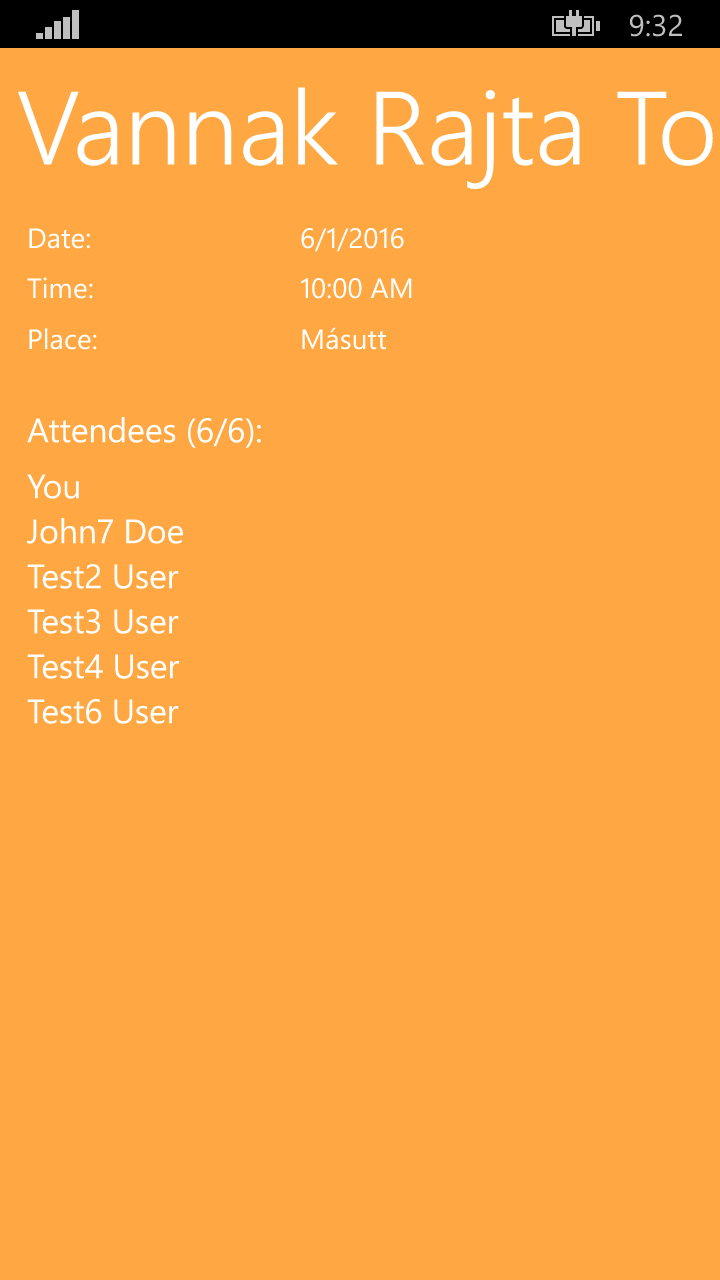 9:32
Vannak Rajta To
Date: 6/1/2016
Time: 10:00 AM
Place: Másutt
Attendees (6/6):
You
John7 Doe
Test2 User
Test3 User
Test4 User
Test6 User